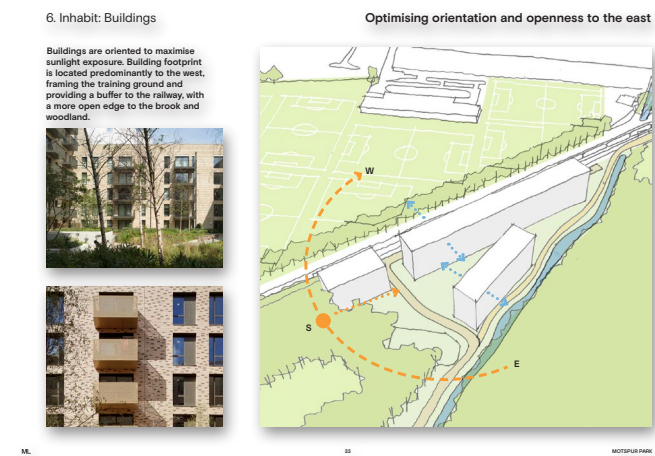 6. Inhabit: Buildings
Optimising orientation and openness to the east
Buildings are oriented to maximise
sunlight exposure. Building footprint
is located predominantly to the west,
framing the training ground and
providing a buffer to the railway, with
a more open edge to the brook and
woodland.
W
S
E
ML
33
MOTSPUR PARK